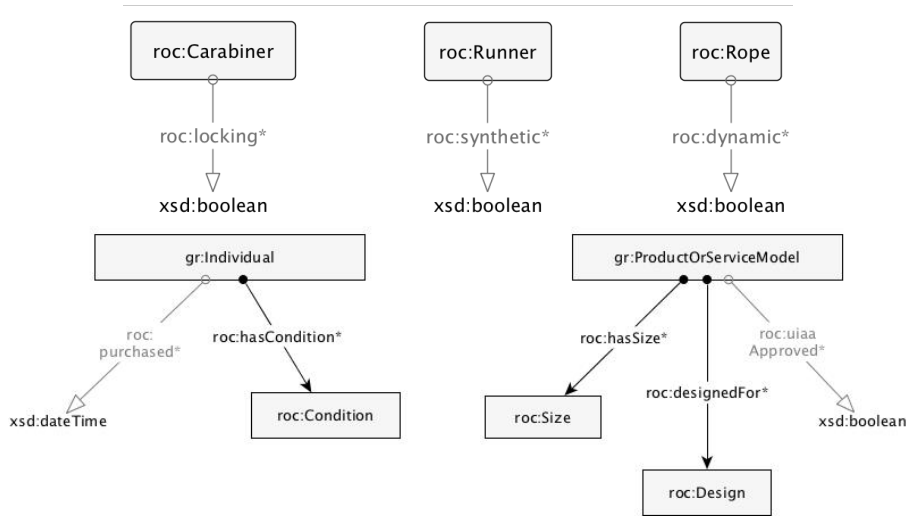 roc:Carabiner
roc:Runner
roc:Rope
roc:locking*
roc:synthetic*
roc:dynamic*
xsd:boolean
xsd:boolean
xsd:boolean
gr:Individual
gr:ProductOrServiceModel
roc:
purchased*
roc:hasCondition*
roc:hasSize*
roc:uiaa
Approved*
roc:designedFor*
xsd:dateTime
roc:Condition
roc:Size
xsd:boolean
roc:Design